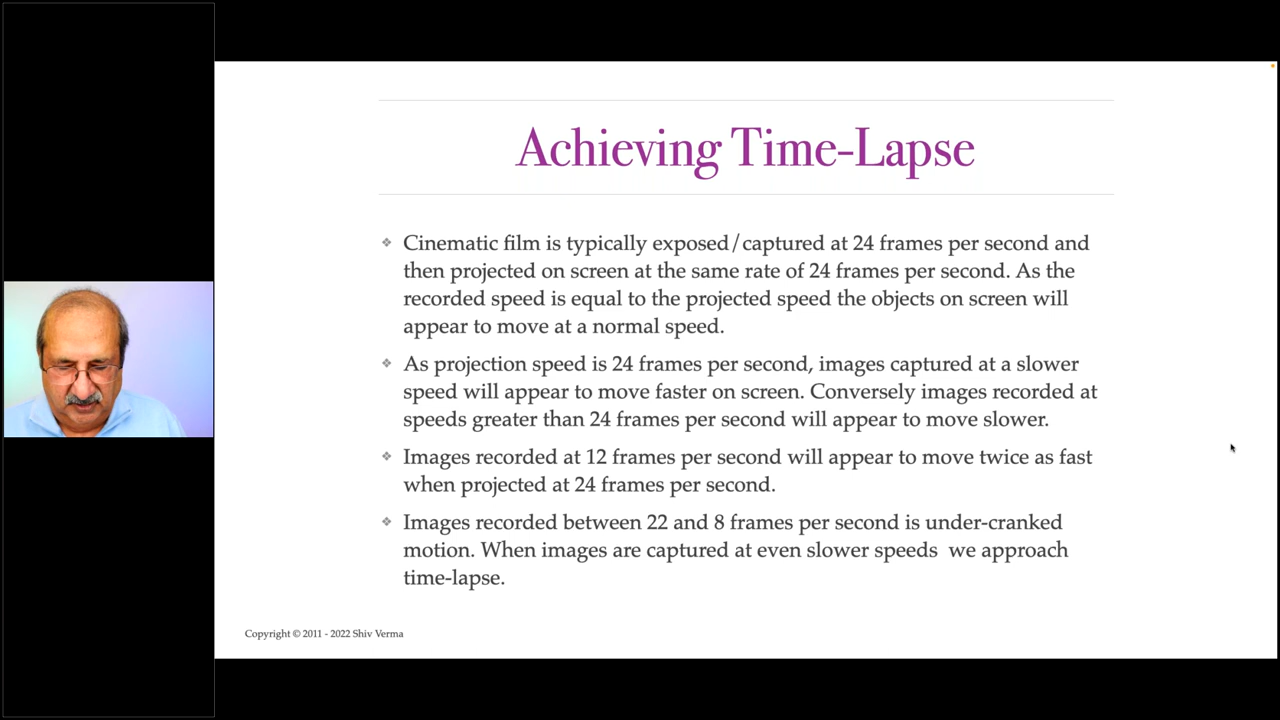 Achieving Time-Lapse
Cinematic film is typically exposed/captured at 24 frames per second and
then projected on screen at the same rate of 24 frames per second. As the
recorded speed is equal to the projected speed the objects on screen will
appear to move at a normal speed.
As projection speed is 24 frames per second, images captured at a slower
speed will appear to move faster on screen. Conversely images recorded at
speeds greater than 24 frames per second will appear to move slower.
Images recorded at 12 frames per second will appear to move twice as fast
when projected at 24 frames per second.
Images recorded between 22 and 8 frames per second is under-cranked
motion. When images are captured at even slower speeds we approach
time-lapse.
Copyright © 2011 - 2022 Shiv Verma